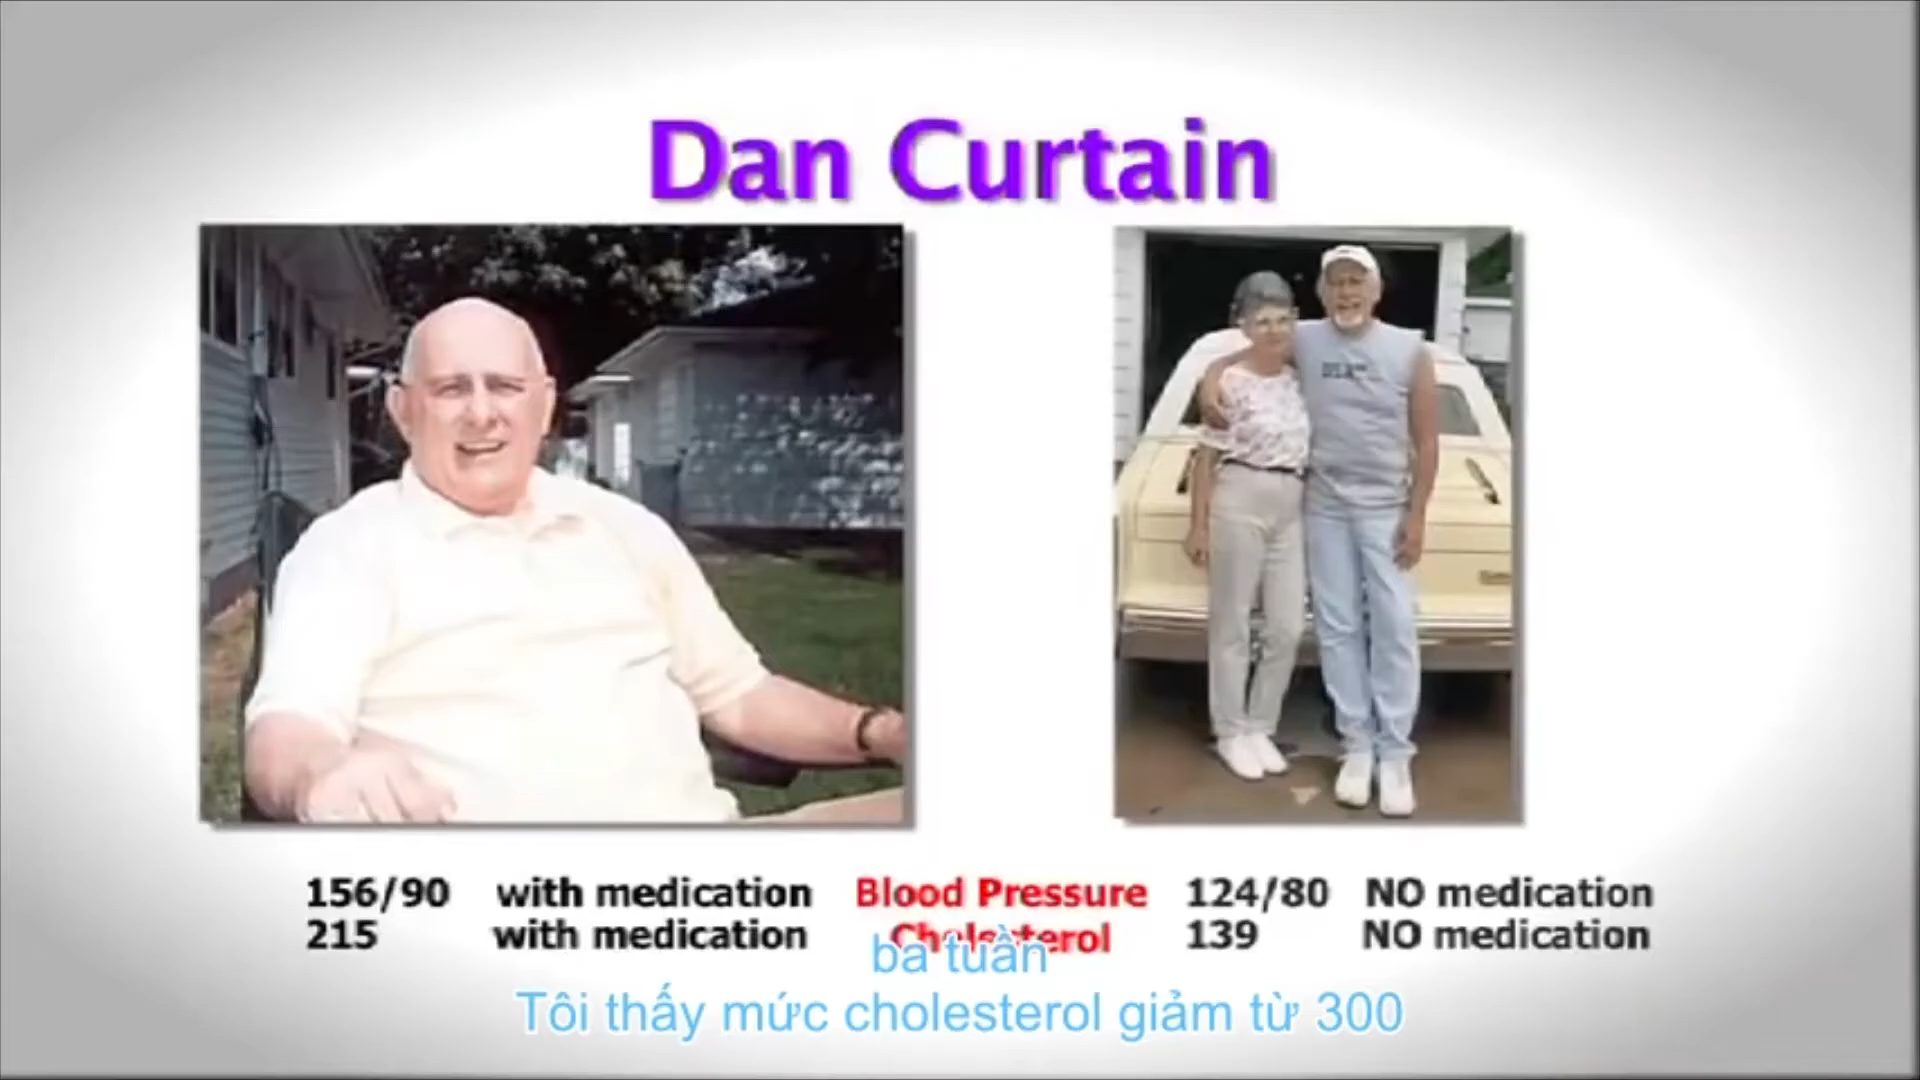 Dan Curtain
156/90 with medication Blood Pressure 124/80 NO medication
215 with medication Cholesterol 139 NO medication
ba tuần
Tôi thấy mức cholesterol giảm từ 300